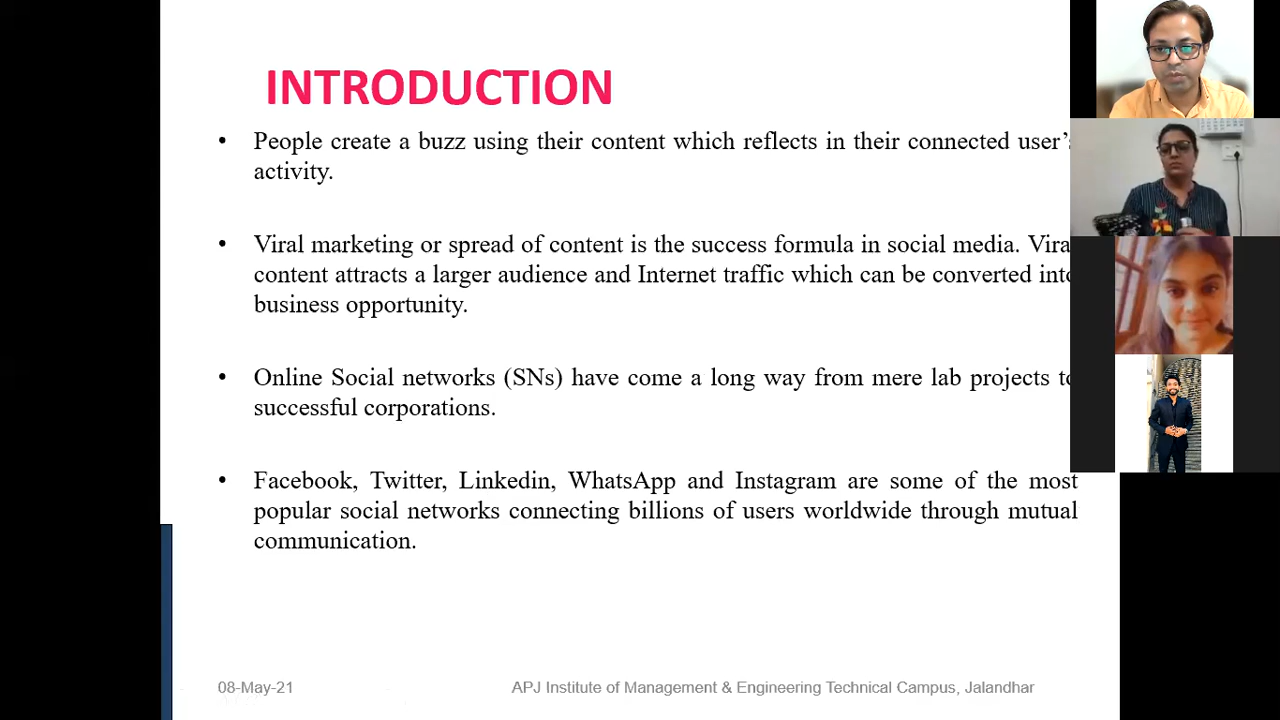 INTRODUCTION
• People create a buzz using their content which reflects in their connected user's
activity.
• Viral marketing or spread of content is the success formula in social media. Vira
content attracts a larger audience and Internet traffic which can be converted into
business opportunity.
• Online Social networks (SNs) have come a long way from mere lab projects to
successful corporations.
• Facebook, Twitter, Linkedin, WhatsApp and Instagram are some of the most
popular social networks connecting billions of users worldwide through mutual
communication.
08-May-21 APJ Institute of Management & Engineering Technical Campus, Jalandhar